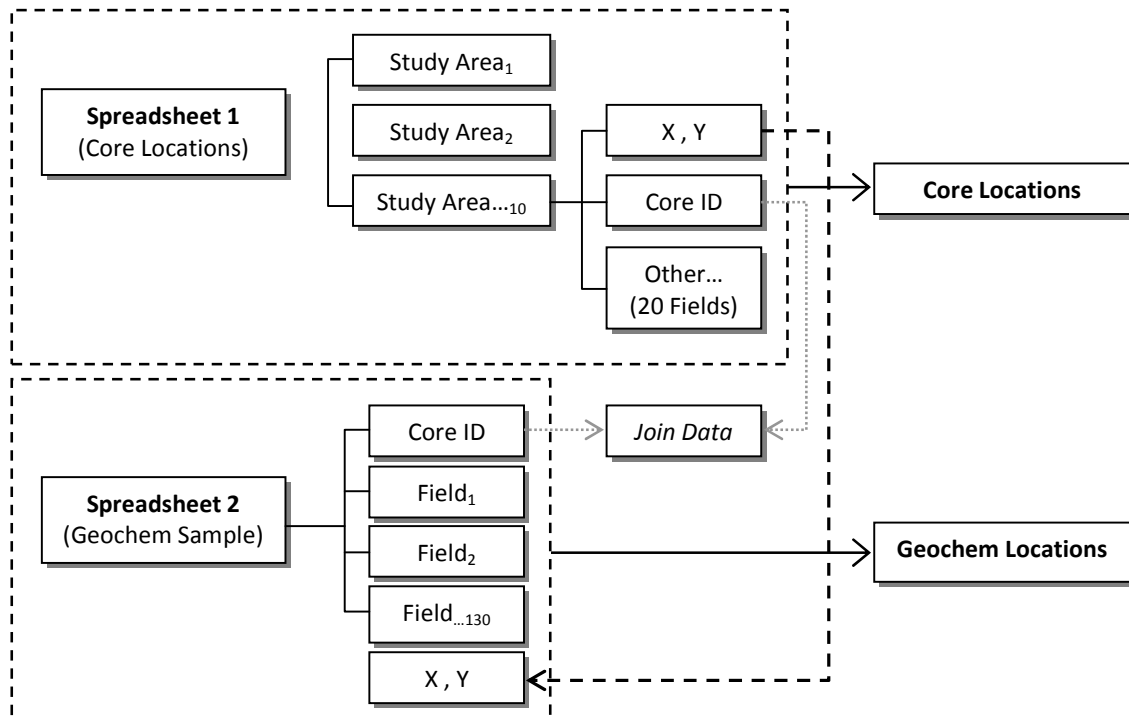 Spreadsheet 1
(Core Locations)
Study Area₁
Study Area₂
Study Area...₁₀
X , Y
Core ID
Other...
(20 Fields)
Core Locations
Spreadsheet 2
(Geochem Sample)
Core ID
Field₁
Field₂
Field...₁₃₀
X , Y
Join Data
Geochem Locations